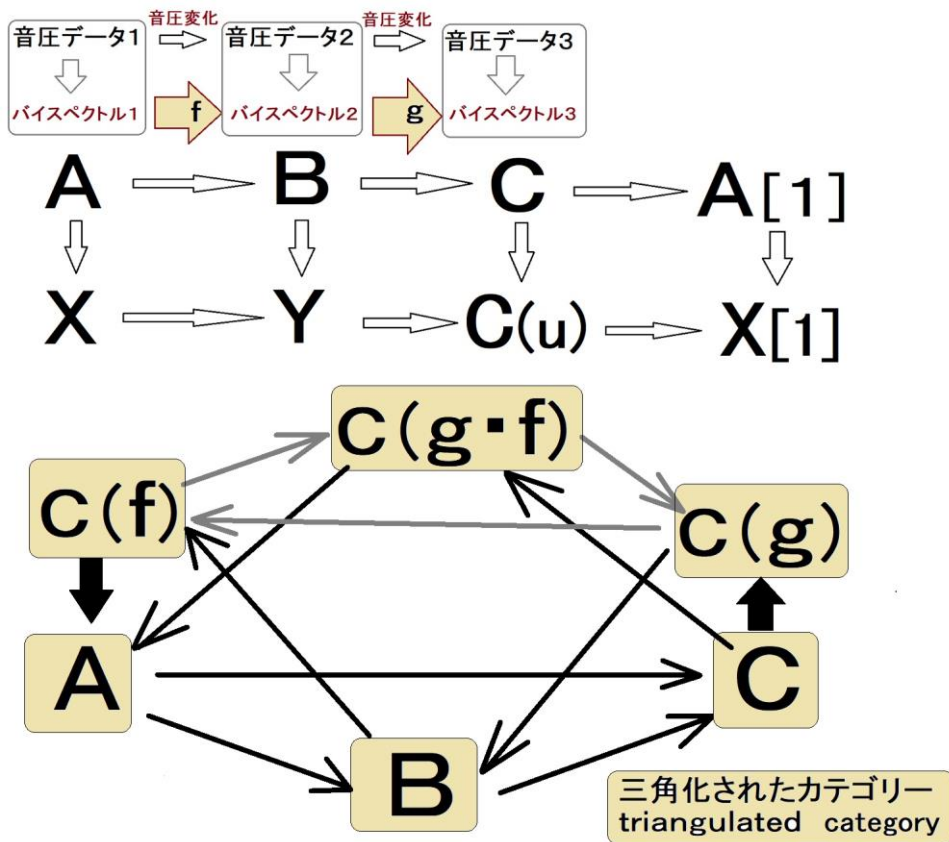 音圧変化 音圧変化
音圧データ1 音圧データ2 音圧データ3
バイスペクトル1 f バイスペクトル2 g バイスペクトル3
A B C A[1]
X Y C(u) X[1]
C(g▪f)
C(f) C(g)
A C
B
三角化されたカテゴリー
triangulated category